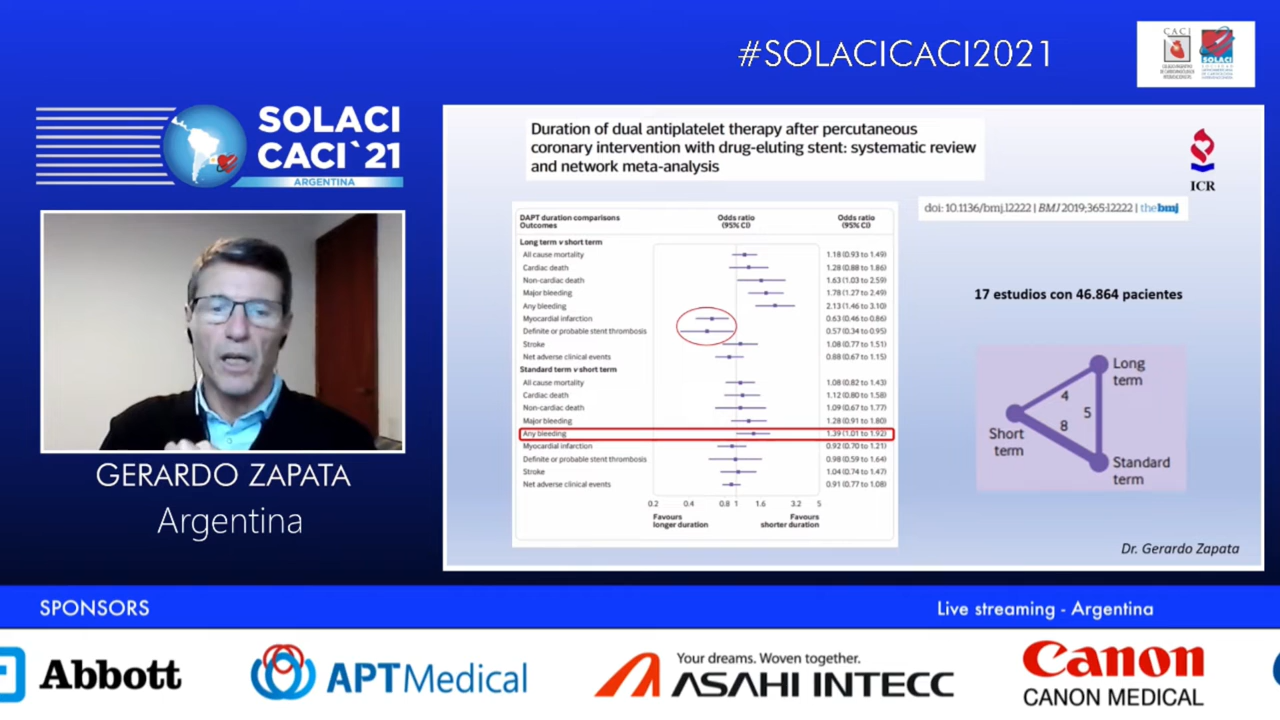 #SOLACICACI2021
CACI
SOLACI
SOLACI
CACI`21
ARGENTINA
Duration of dual antiplatelet therapy after percutaneous
coronary intervention with drug-eluting stent: systematic review
and network meta-analysis
ICR
doi: 10.1136/bmj.l2222 | BMJ 2019;365:l2222 | thebmj
DAPT duration comparisons
Outcomes
Odds ratio
(95% CI)
Odds ratio
(95% CI)
Long term v short term
All cause mortality 1.18 (0.93 to 1.49)
Cardiac death 1.28 (0.88 to 1.86)
Non-cardiac death 1.63 (1.03 to 2.59)
Major bleeding 1.78 (1.27 to 2.49)
Any bleeding 2.13 (1.46 to 3.10)
Myocardial infarction 0.63 (0.46 to 0.86)
Definite or probable stent thrombosis 0.57 (0.34 to 0.95)
Stroke 1.08 (0.77 to 1.51)
Net adverse clinical events 0.88 (0.67 to 1.15)
Standard term v short term
All cause mortality 1.08 (0.82 to 1.43)
Cardiac death 1.12 (0.80 to 1.58)
Non-cardiac death 1.09 (0.67 to 1.77)
Major bleeding 1.28 (0.91 to 1.80)
Any bleeding 1.39 (1.01 to 1.92)
Myocardial infarction 0.92 (0.70 to 1.21)
Definite or probable stent thrombosis 0.98 (0.59 to 1.64)
Stroke 1.04 (0.74 to 1.47)
Net adverse clinical events 0.91 (0.77 to 1.08)
0.2 0.4 0.8 1 1.6 3.2 5
Favours
longer duration
Favours
shorter duration
17 estudios con 46.864 pacientes
Long
term
4
5
8
Short
term
Standard
term
Dr. Gerardo Zapata
GERARDO ZAPATA
Argentina
SPONSORS
Live streaming - Argentina
Abbott
APTMedical
Your dreams. Woven together.
ASAHI INTECC
Canon
CANON MEDICAL